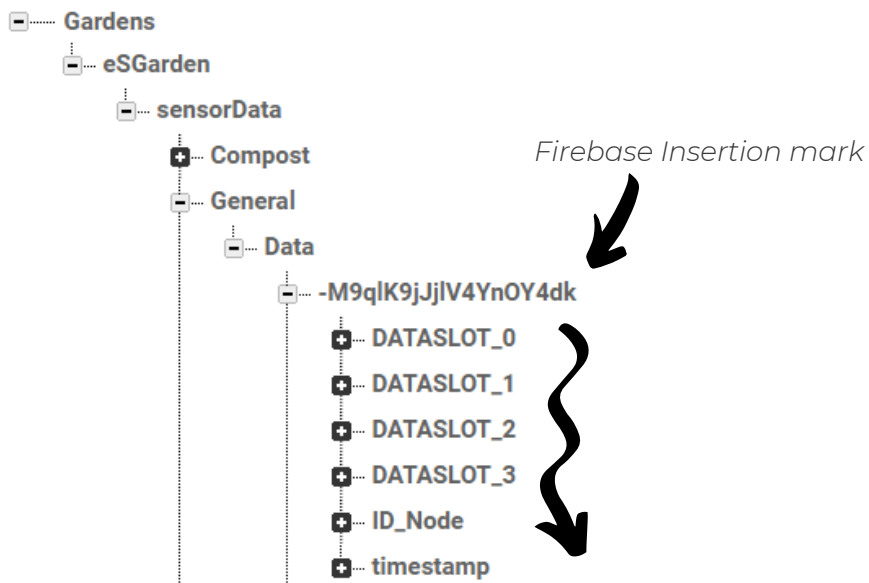 Gardens
eSGarden
sensorData
Compost
Firebase Insertion mark
General
Data
-M9qlK9jJjlV4YnOY4dk
DATASLOT_0
DATASLOT_1
DATASLOT_2
DATASLOT_3
ID_Node
timestamp